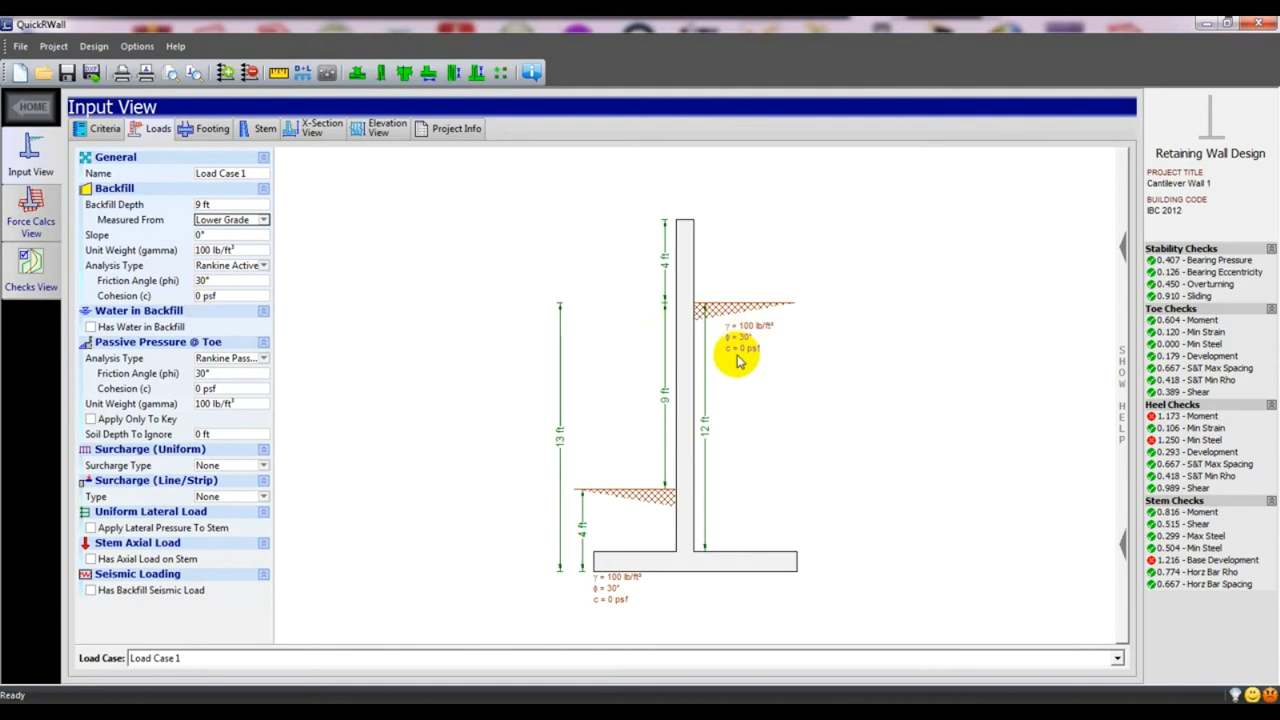 QuickRWall
File Project Design Options Help
HOME
Input View
Input View
Force Calcs View
Checks View
Criteria Loads Footing Stem X-Section View Elevation View Project Info
General
Name Load Case 1
Backfill
Backfill Depth 9 ft
Measured From Lower Grade
Slope 0°
Unit Weight (gamma) 100 lb/ft³
Analysis Type Rankine Active
Friction Angle (phi) 30°
Cohesion (c) 0 psf
Water in Backfill
Has Water in Backfill
Passive Pressure @ Toe
Analysis Type Rankine Pass...
Friction Angle (phi) 30°
Cohesion (c) 0 psf
Unit Weight (gamma) 100 lb/ft³
Apply Only To Key
Soil Depth To Ignore 0 ft
Surcharge (Uniform)
Surcharge Type None
Surcharge (Line/Strip)
Type None
Uniform Lateral Load
Apply Lateral Pressure To Stem
Stem Axial Load
Has Axial Load on Stem
Seismic Loading
Has Backfill Seismic Load
4 ft
γ = 100 lb/ft³
ϕ = 30°
c = 0 psf
9 ft
12 ft
13 ft
4 ft
γ = 100 lb/ft³
ϕ = 30°
c = 0 psf
Load Case: Load Case 1
SHOW HELP
Retaining Wall Design
PROJECT TITLE
Cantilever Wall 1
BUILDING CODE
IBC 2012
Stability Checks
0.407 - Bearing Pressure
0.126 - Bearing Eccentricity
0.450 - Overturning
0.910 - Sliding
Toe Checks
0.604 - Moment
0.120 - Min Strain
0.000 - Min Steel
0.179 - Development
0.667 - S&T Max Spacing
0.418 - S&T Min Rho
0.389 - Shear
Heel Checks
1.173 - Moment
0.106 - Min Strain
1.250 - Min Steel
0.293 - Development
0.667 - S&T Max Spacing
0.418 - S&T Min Rho
0.989 - Shear
Stem Checks
0.816 - Moment
0.515 - Shear
0.299 - Max Steel
0.504 - Min Steel
1.216 - Base Development
0.774 - Horz Bar Rho
0.667 - Horz Bar Spacing
Ready